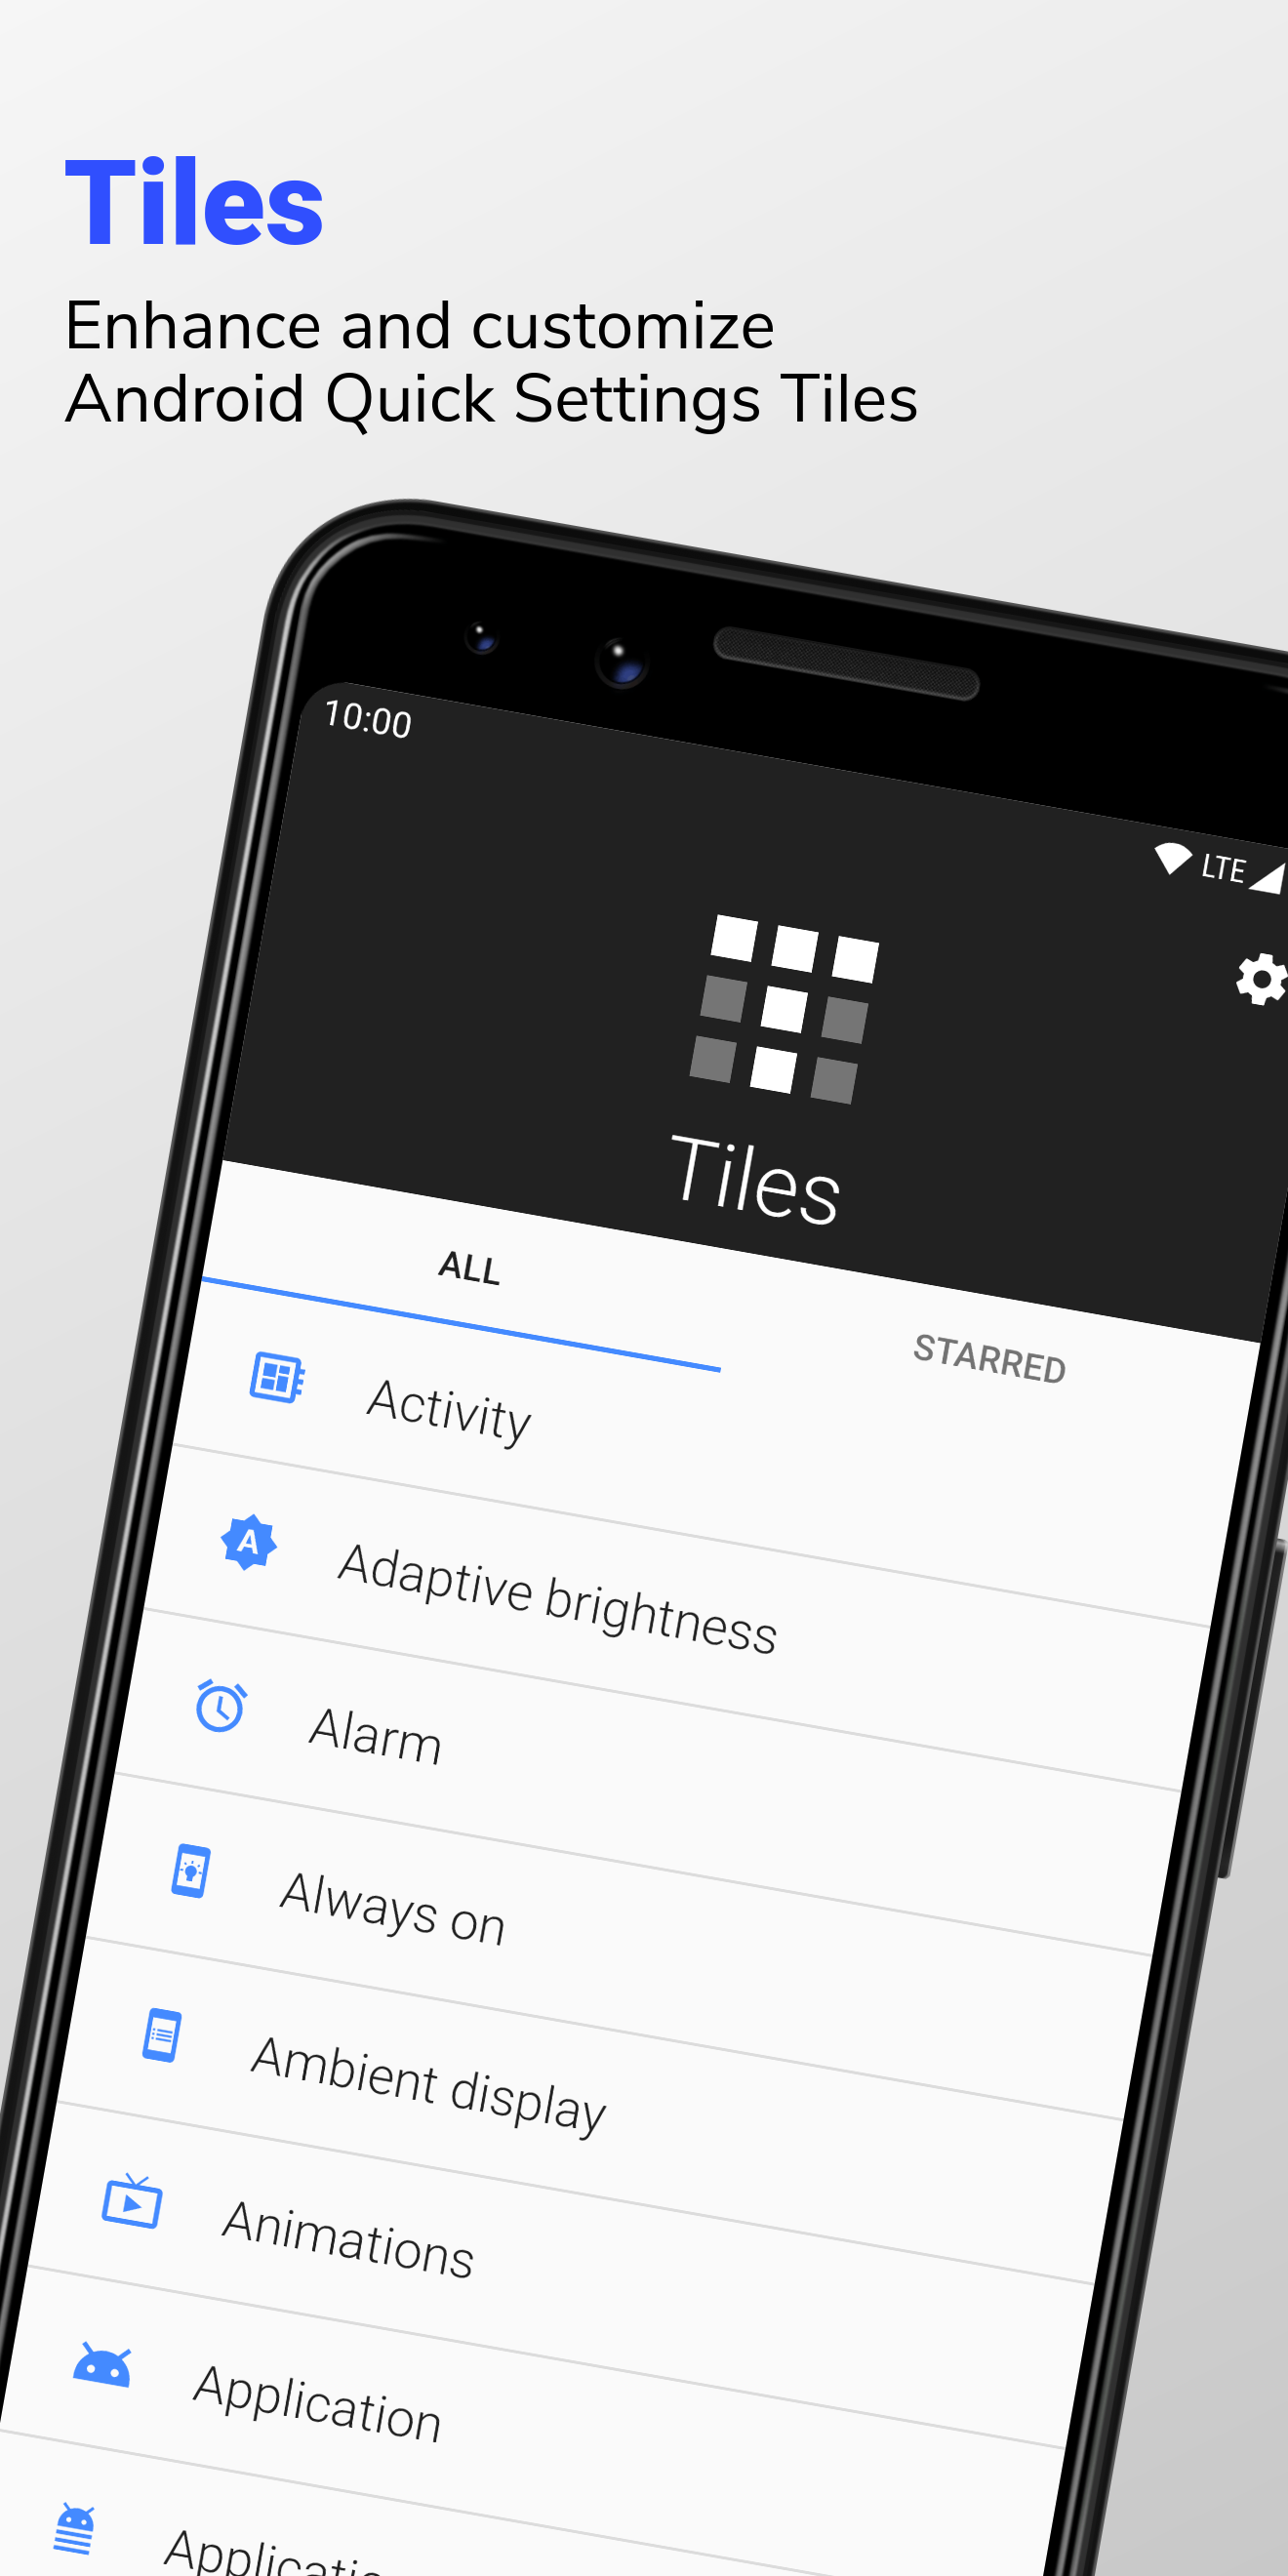 Tiles
Enhance and customize
Android Quick Settings Tiles
10:00
LTE
Tiles
ALL
STARRED
Activity
A
Adaptive brightness
Alarm
Always on
Ambient display
Animations
Application